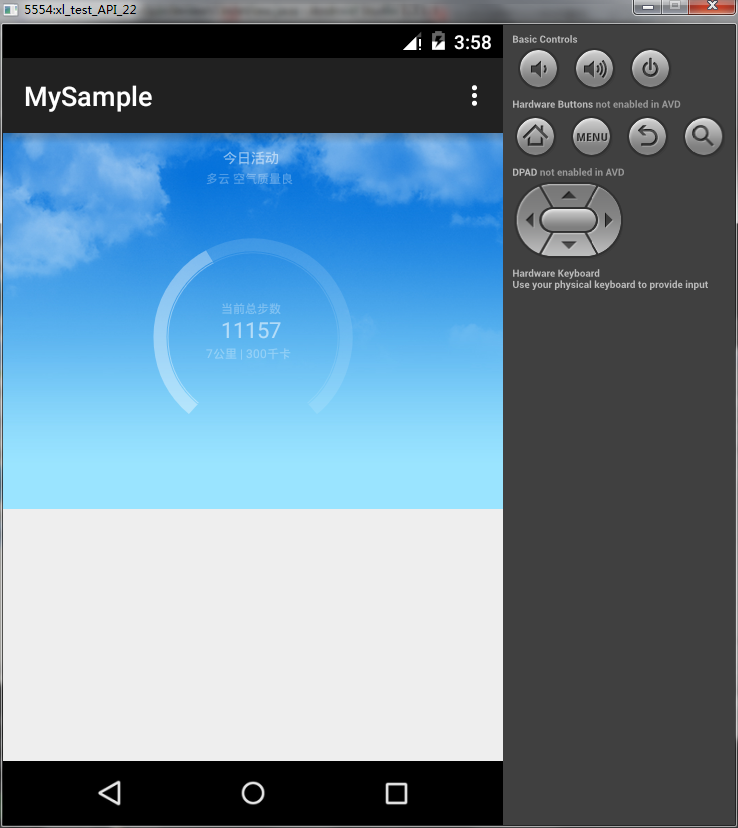 5554:xl_test_API_22
3:58
MySample
今日活动
多云 空气质量良
当前总步数
11157
7公里 | 300千卡
Basic Controls
Hardware Buttons not enabled in AVD
MENU
DPAD not enabled in AVD
Hardware Keyboard
Use your physical keyboard to provide input